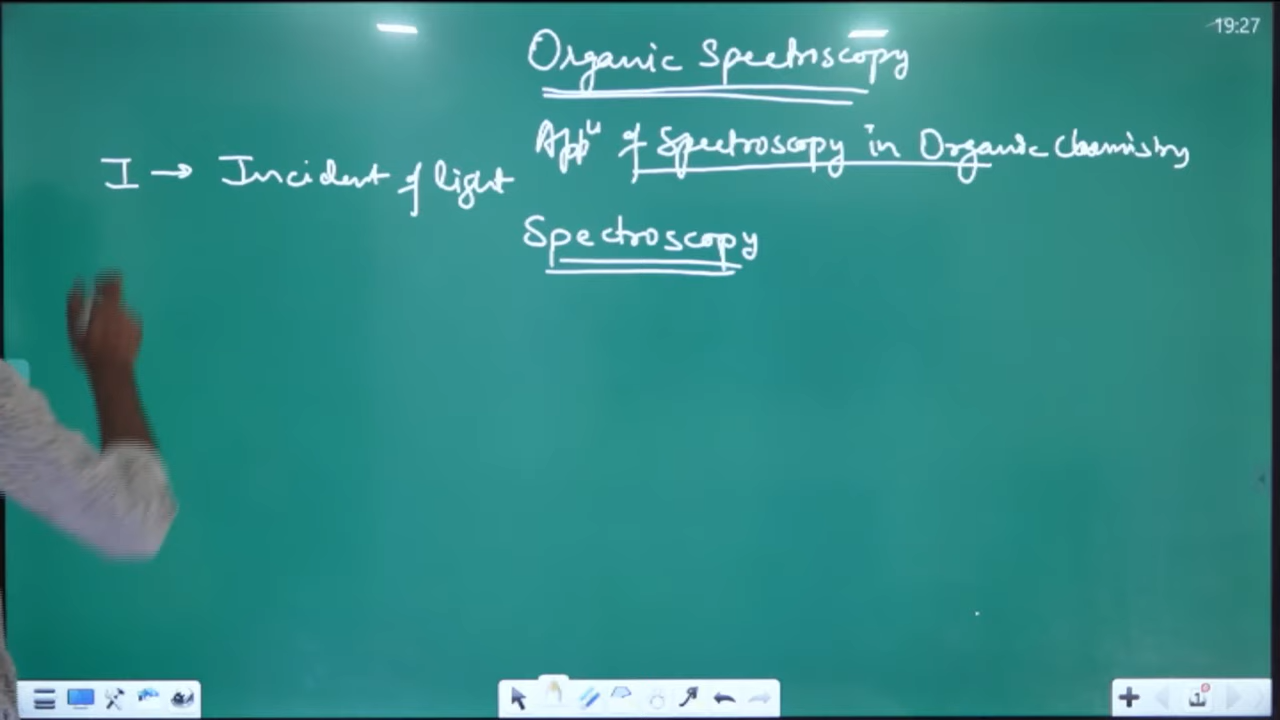 19:27
Organic Spectroscopy
Appⁿ of Spectroscopy in Organic Chemistry
I → Incident of light
Spectroscopy